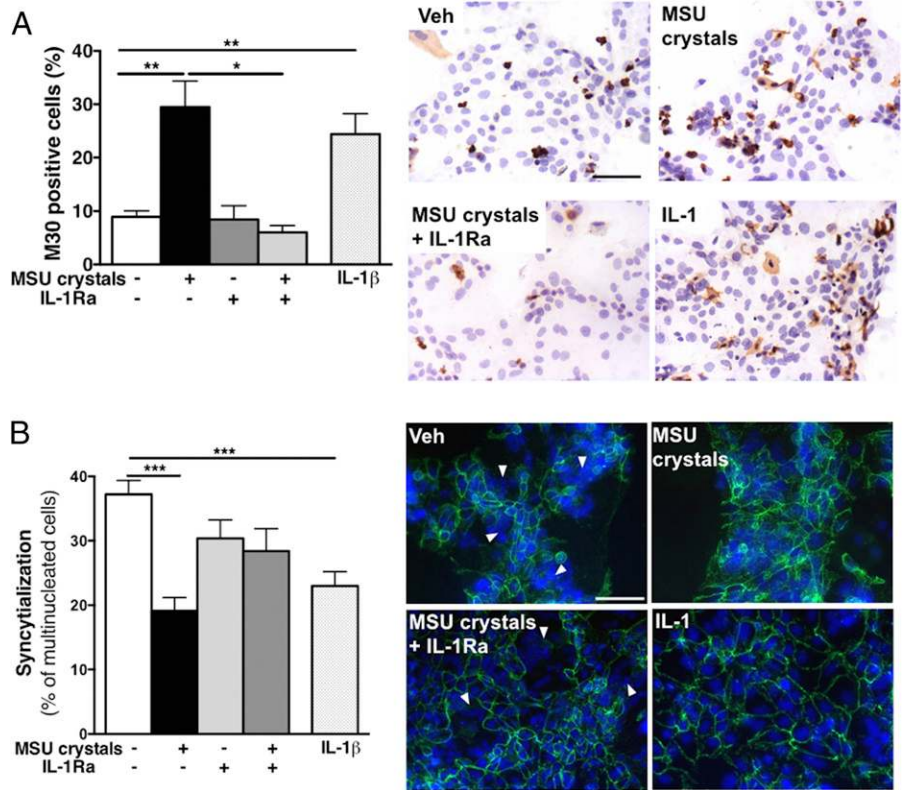 A
M30 positive cells (%)
40
30
20
10
0
**
**
*
MSU crystals - + - +
IL-1Ra - - + +
IL-1β
Veh
MSU
crystals
MSU crystals
+ IL-1Ra
IL-1
B
Syncytialization
(% of multinucleated cells)
40
30
20
10
0
***
***
MSU crystals - + - +
IL-1Ra - - + +
IL-1β
Veh
MSU
crystals
MSU crystals
+ IL-1Ra
IL-1